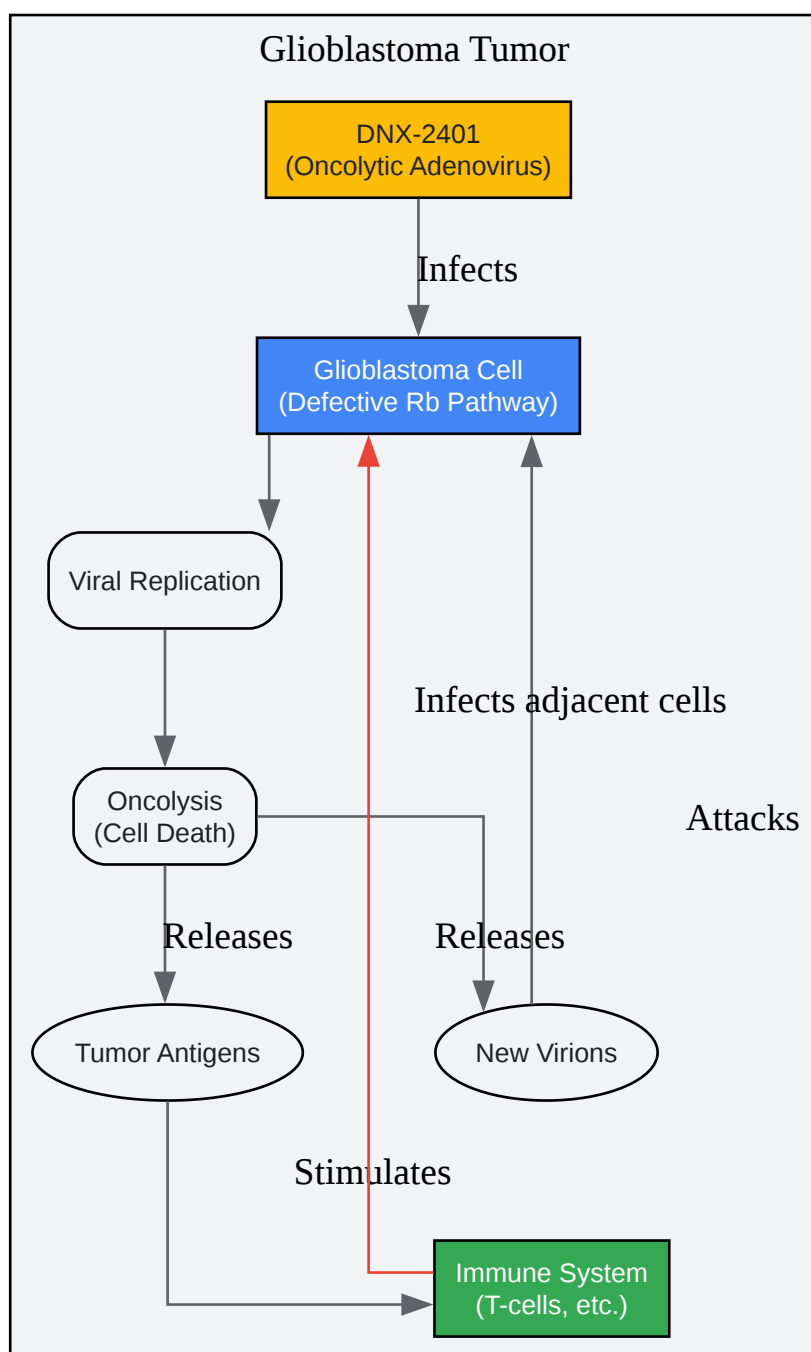 Glioblastoma Tumor
DNX-2401
(Oncolytic Adenovirus)
Infects
Glioblastoma Cell
(Defective Rb Pathway)
Viral Replication
Infects adjacent cells
Oncolysis
(Cell Death)
Attacks
Releases
Releases
Tumor Antigens
New Virions
Stimulates
Immune System
(T-cells, etc.)